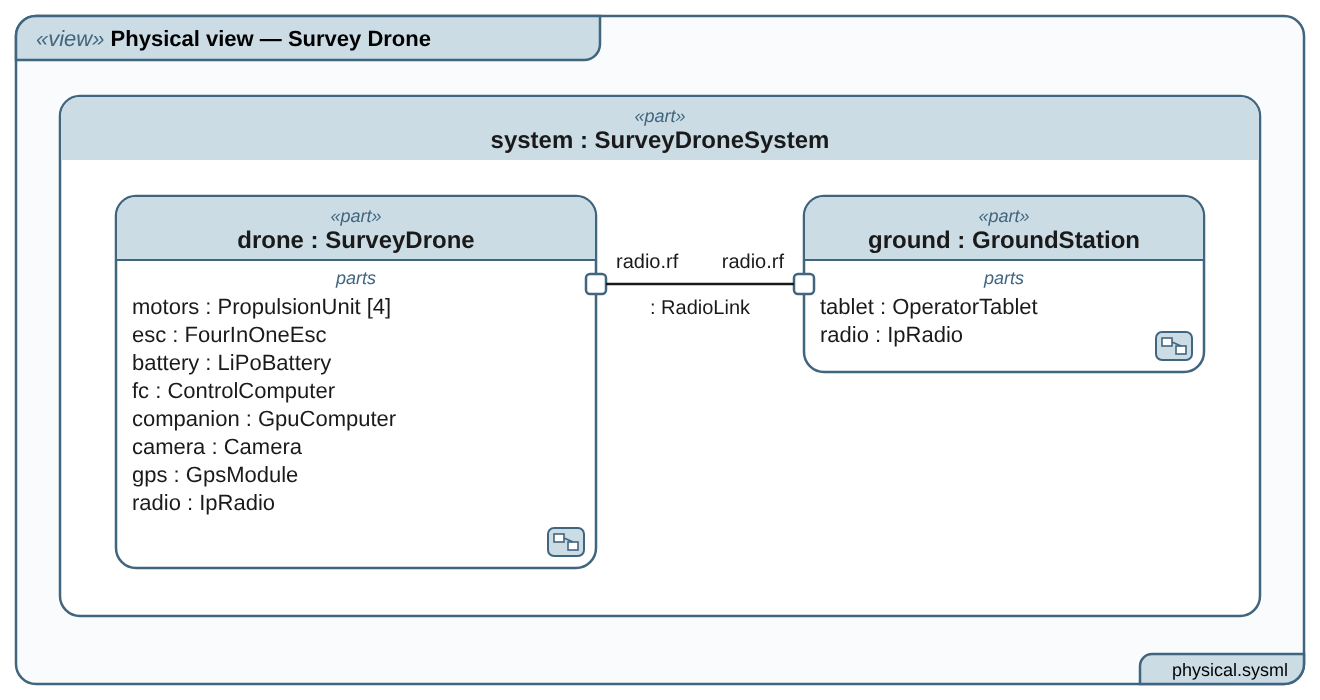 «view» Physical view — Survey Drone
«part»
system : SurveyDroneSystem
«part»
drone : SurveyDrone
parts
motors : PropulsionUnit [4]
esc : FourInOneEsc
battery : LiPoBattery
fc : ControlComputer
companion : GpuComputer
camera : Camera
gps : GpsModule
radio : IpRadio
radio.rf
radio.rf
: RadioLink
«part»
ground : GroundStation
parts
tablet : OperatorTablet
radio : IpRadio
physical.sysml